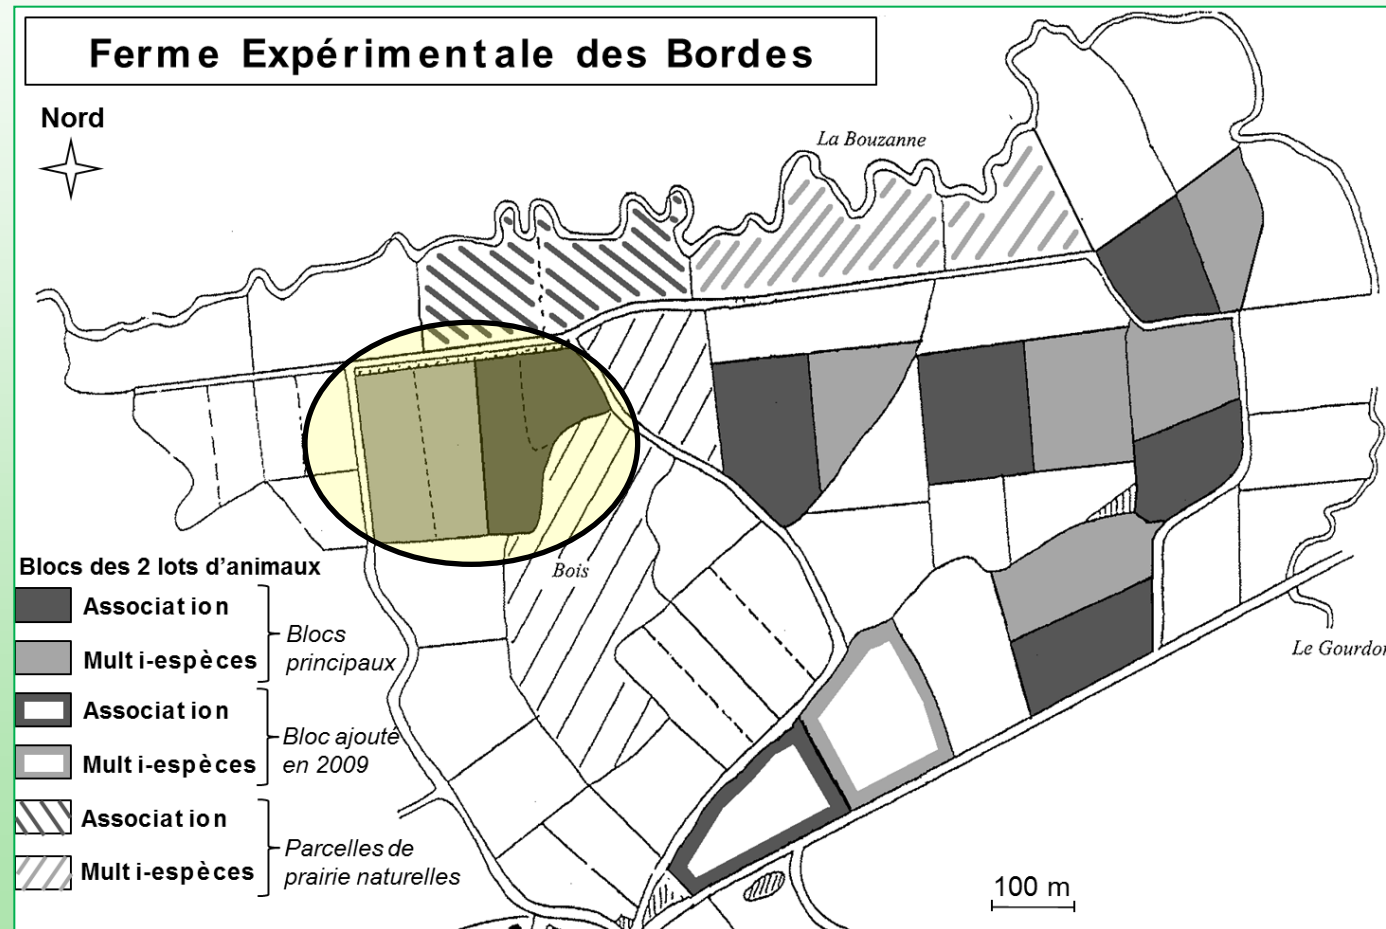 Ferme Expérimentale des Bordes
Nord
La Bouzanne
Bois
Le Gourdon
Blocs des 2 lots d'animaux
Association
Multi-espèces
Blocs
principaux
Association
Multi-espèces
Bloc ajouté
en 2009
Association
Multi-espèces
Parcelles de
prairie naturelles
100 m